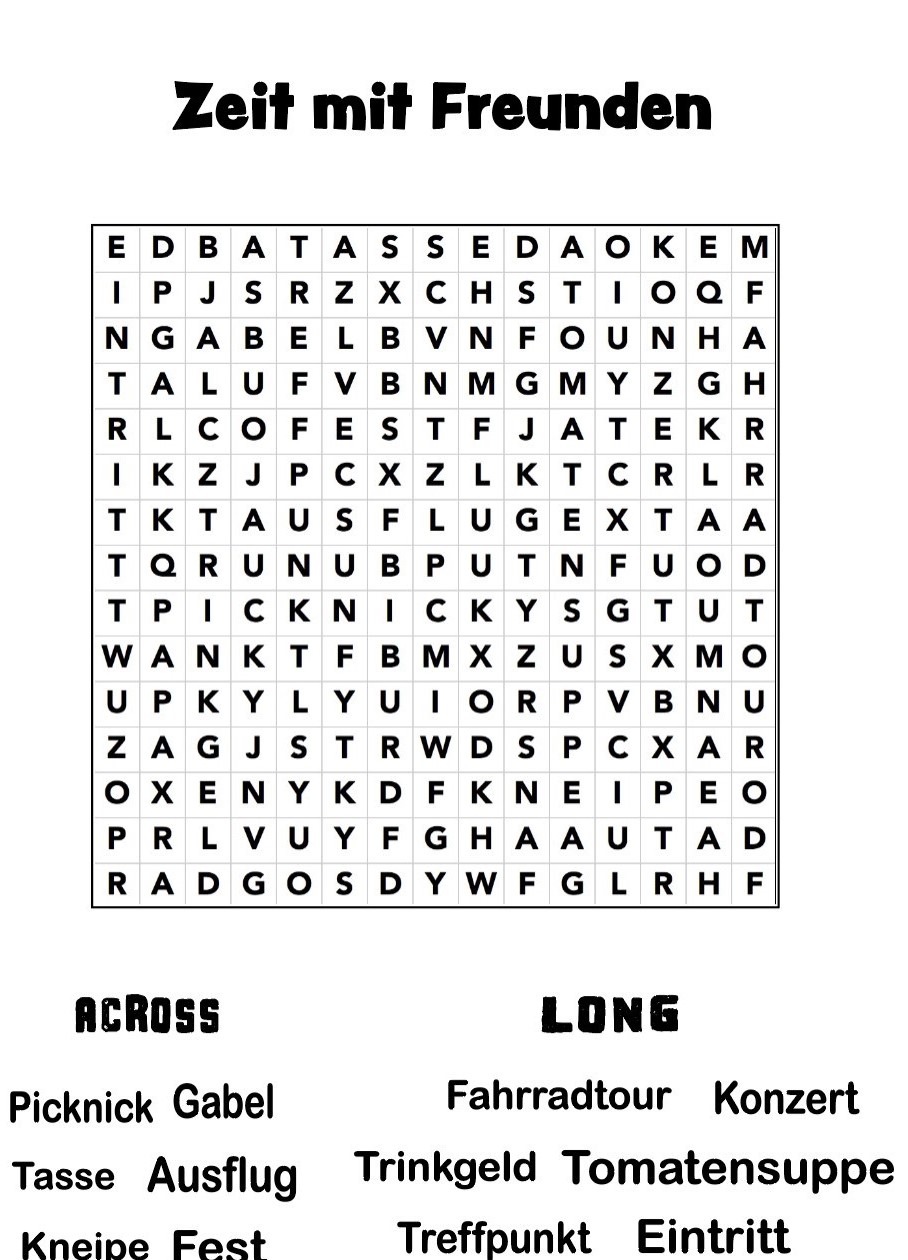 Zeit mit Freunden
E D B A T A S S E D A O K E M
I P J S R Z X C H S T I O Q F
N G A B E L B V N F O U N H A
T A L U F V B N M G M Y Z G H
R L C O F E S T F J A T E K R
I K Z J P C X Z L K T C R L R
T K T A U S F L U G E X T A A
T Q R U N U B P U T N F U O D
T P I C K N I C K Y S G T U T
W A N K T F B M X Z U S X M O
U P K Y L Y U I O R P V B N U
Z A G J S T R W D S P C X A R
O X E N Y K D F K N E I P E O
P R L V U Y F G H A A U T A D
R A D G O S D Y W F G L R H F
ACROSS LONG
Picknick Gabel Fahrradtour Konzert
Tasse Ausflug Trinkgeld Tomatensuppe
Kneipe Fest Treffpunkt Eintritt